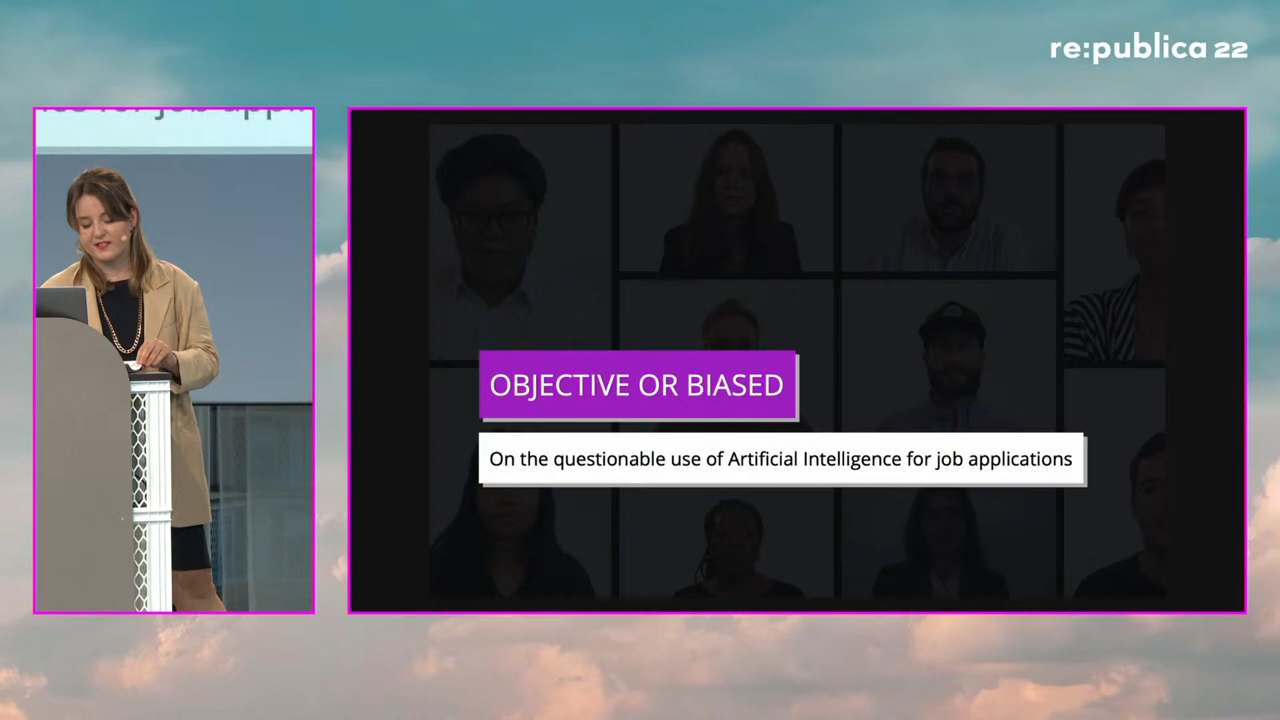 re:publica 22
OBJECTIVE OR BIASED
On the questionable use of Artificial Intelligence for job applications